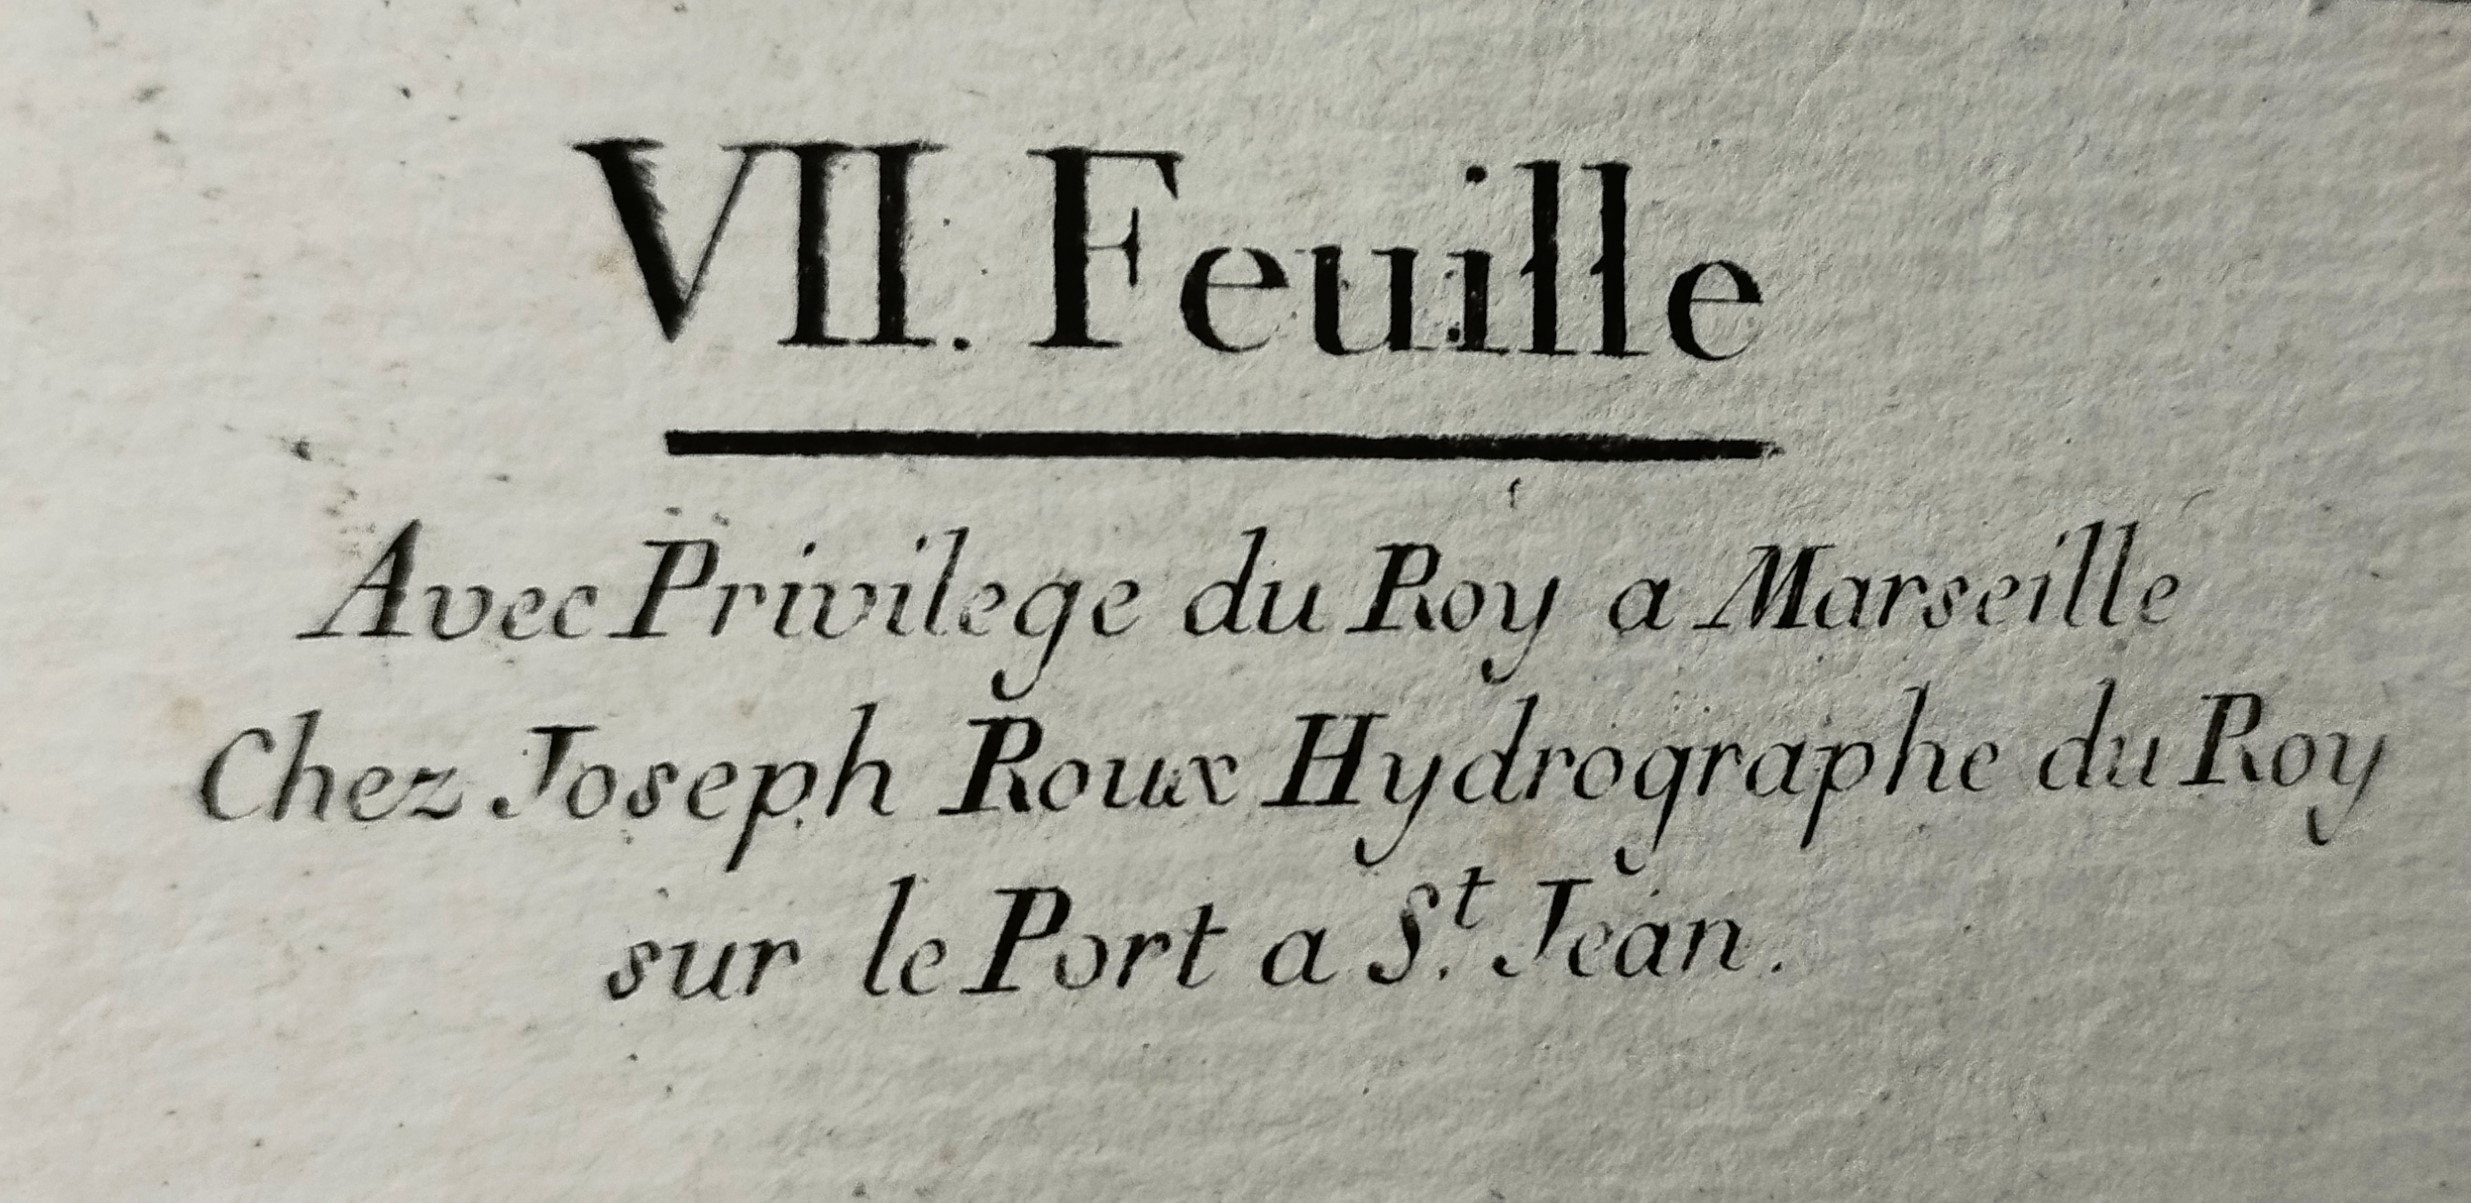 VII. Feuille
Avec Privilege du Roy a Marseille
Chez Joseph Roux Hydrographe du Roy
sur le Port a S.t Jean.